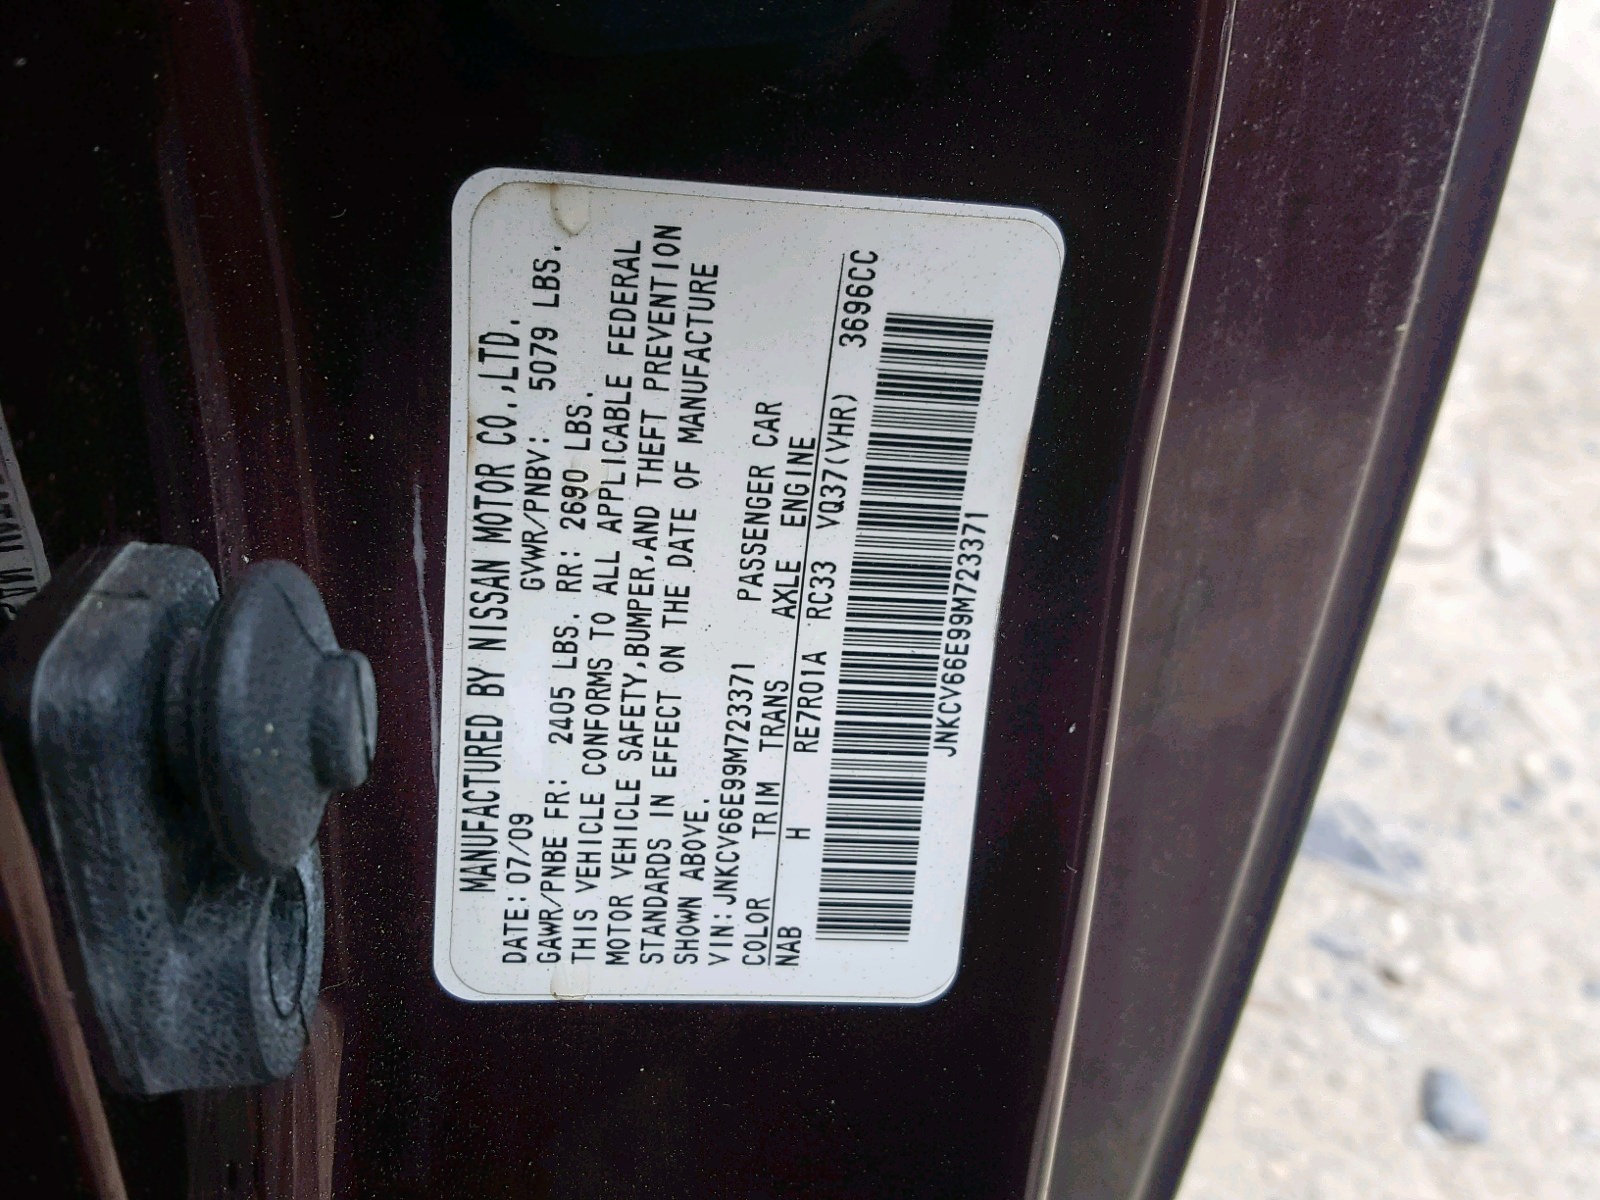 MANUFACTURED BY NISSAN MOTOR CO.,LTD.
DATE: 07/09 GVWR/PNBV: 5079 LBS.
GAWR/PNBE FR: 2405 LBS. RR: 2690 LBS.
THIS VEHICLE CONFORMS TO ALL APPLICABLE FEDERAL
MOTOR VEHICLE SAFETY,BUMPER,AND THEFT PREVENTION
STANDARDS IN EFFECT ON THE DATE OF MANUFACTURE
SHOWN ABOVE.
VIN: JNKCV66E99M723371 PASSENGER CAR
COLOR TRIM TRANS AXLE ENGINE
NAB H RE7R01A RC33 VQ37(VHR) 3696CC
JNKCV66E99M723371